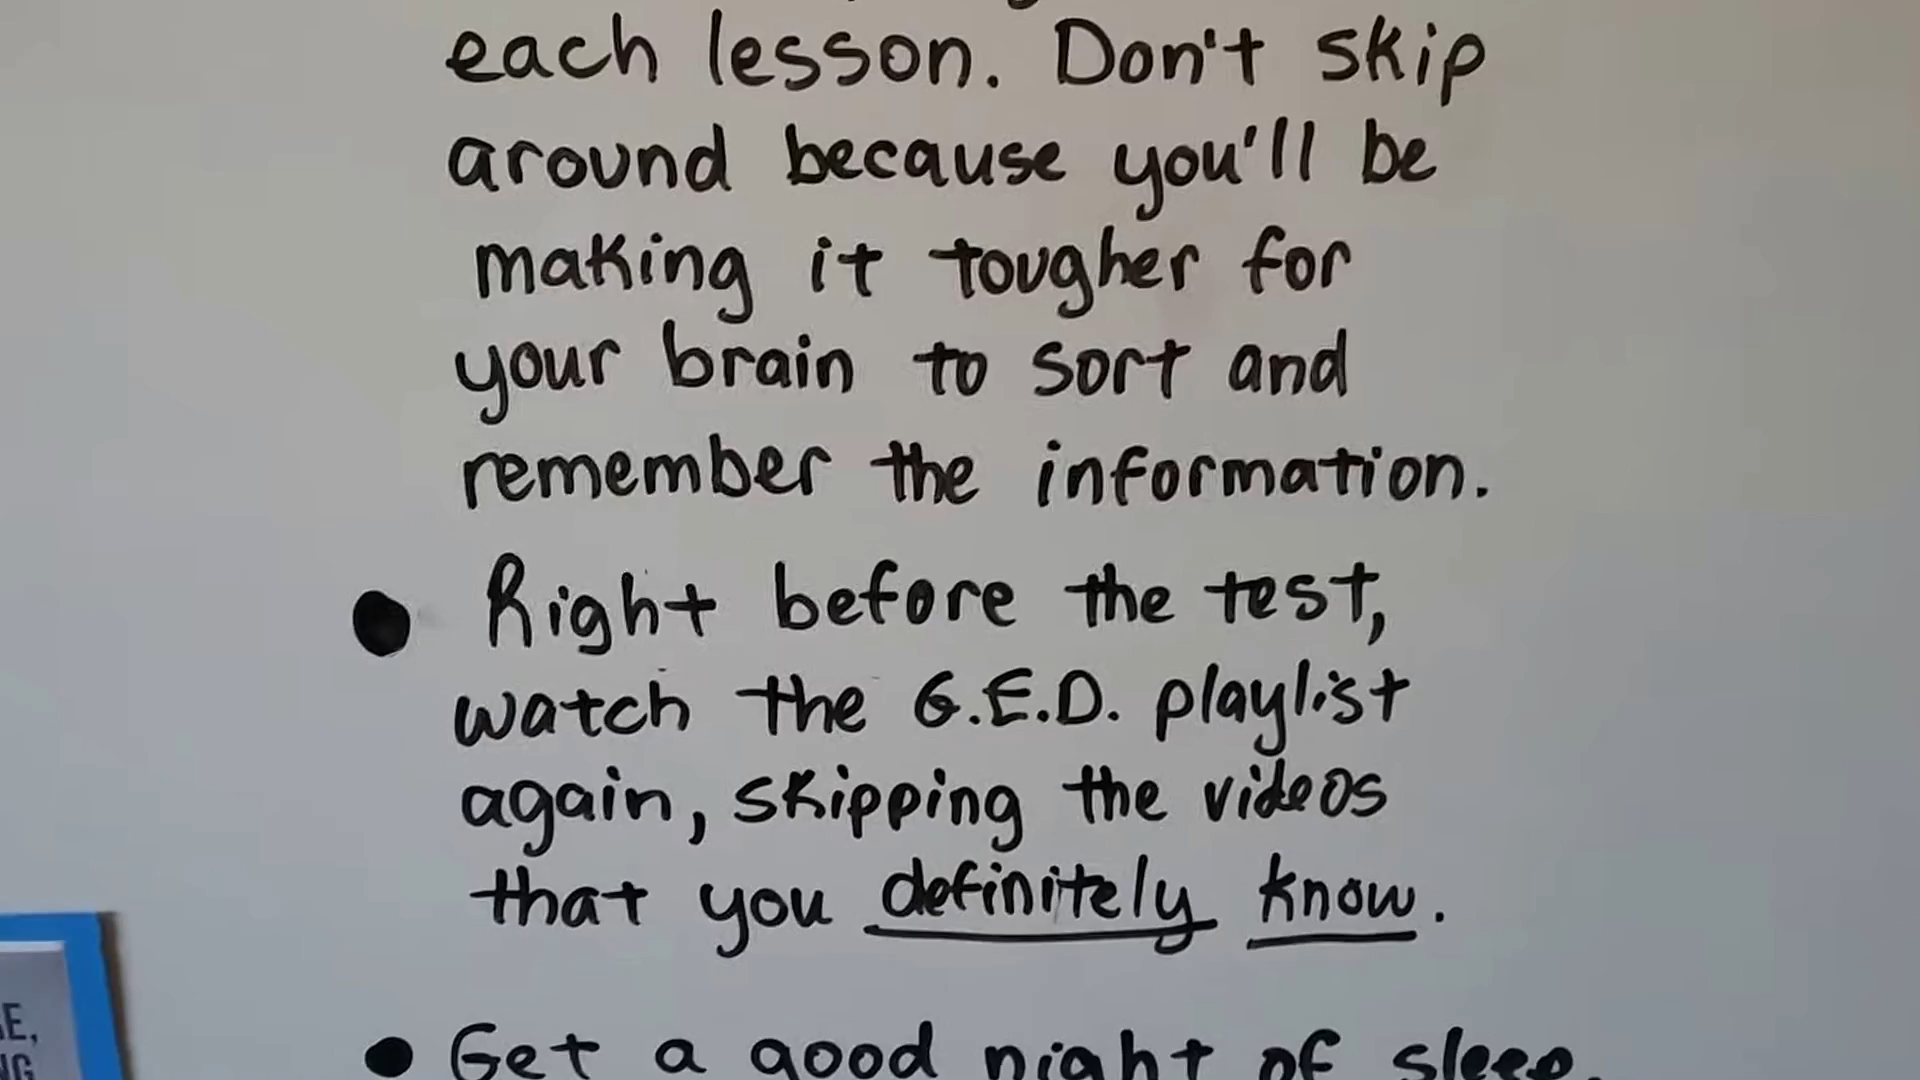 each lesson. Don't skip
around because you'll be
making it tougher for
your brain to sort and
remember the information.
● Right before the test,
watch the G.E.D. playlist
again, skipping the videos
that you definitely know.
● Get a good night of sleep.